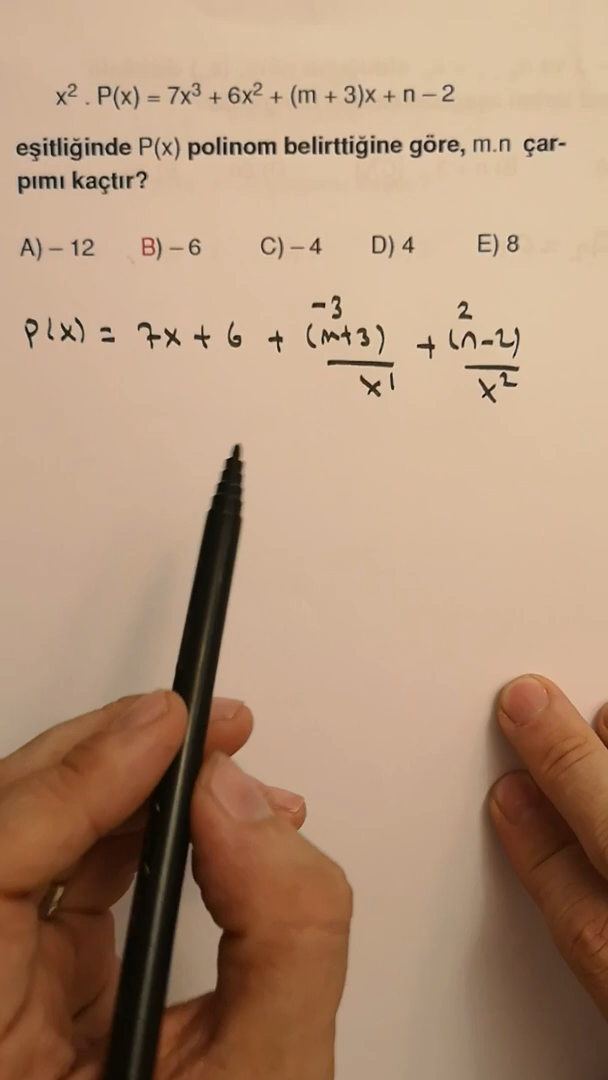 x² . P(x) = 7x³ + 6x² + (m + 3)x + n – 2
eşitliğinde P(x) polinom belirttiğine göre, m.n çar-
pımı kaçtır?
A) – 12 B) – 6 C) – 4 D) 4 E) 8
-3 2
P(x) = 7x + 6 + (m+3) + (n-2)
x¹ x²